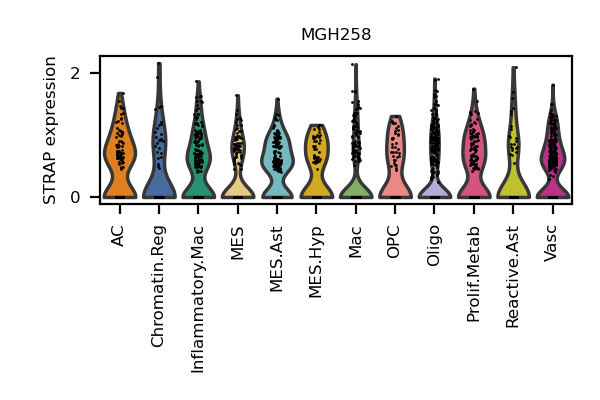 MGH258
STRAP expression
2
0
AC
Chromatin.Reg
Inflammatory.Mac
MES
MES.Ast
MES.Hyp
Mac
OPC
Oligo
Prolif.Metab
Reactive.Ast
Vasc